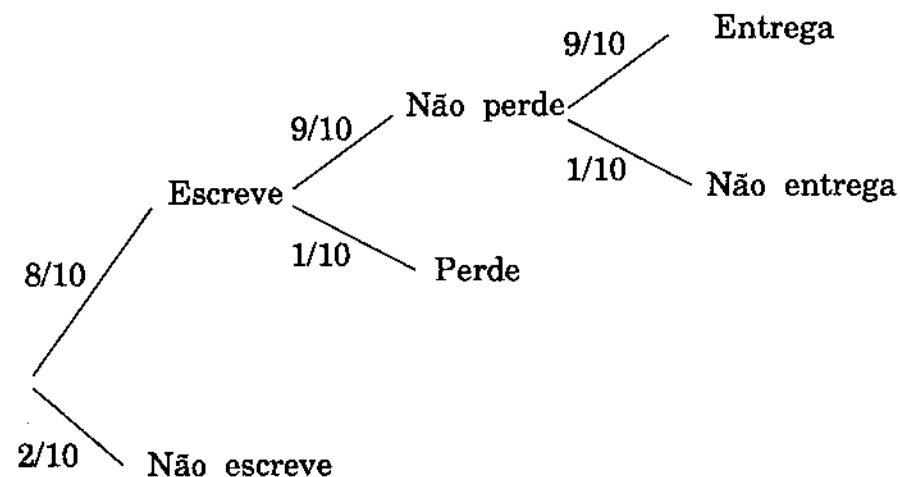 9/10 Entrega
9/10 Não perde
1/10 Não entrega
Escreve
1/10 Perde
8/10
2/10 Não escreve